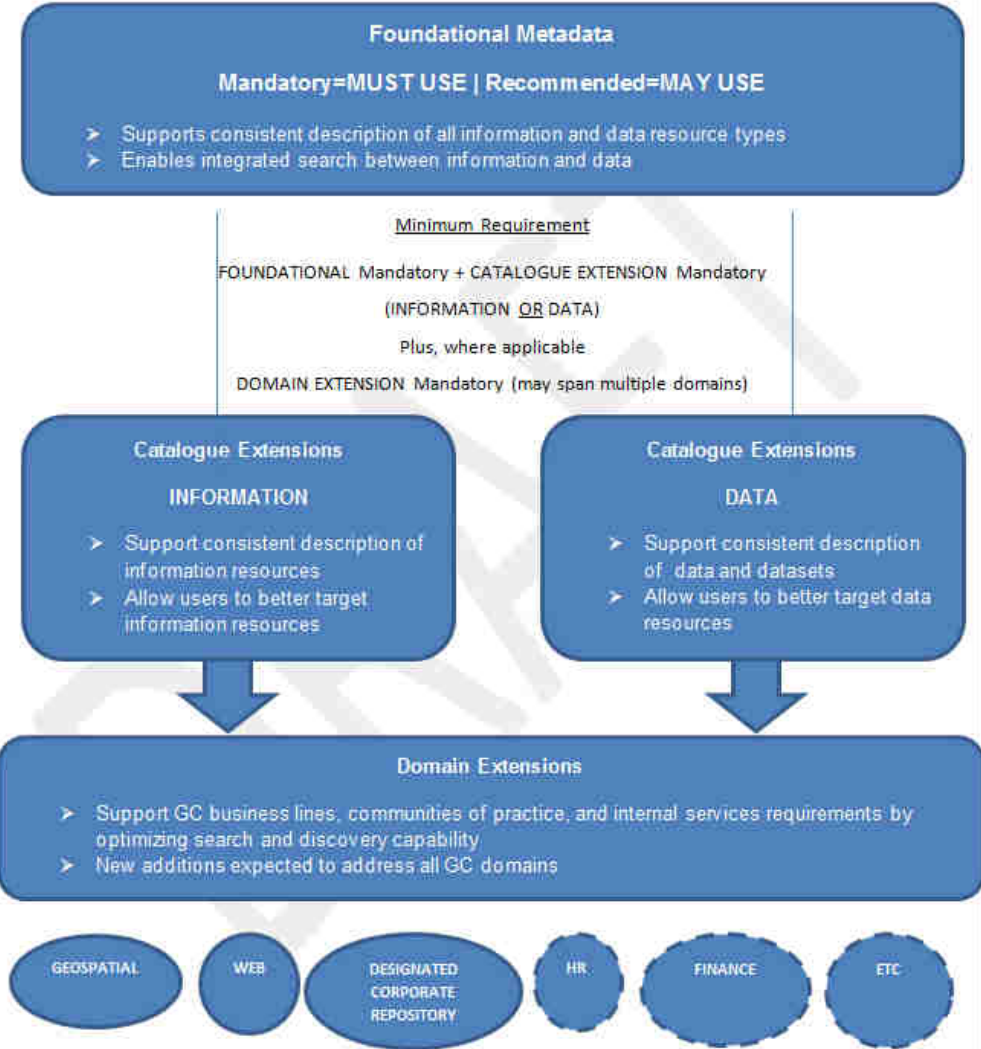 Foundational Metadata
Mandatory=MUST USE | Recommended=MAY USE
➢ Supports consistent description of all information and data resource types
➢ Enables integrated search between information and data
Minimum Requirement
FOUNDATIONAL Mandatory + CATALOGUE EXTENSION Mandatory
(INFORMATION OR DATA)
Plus, where applicable
DOMAIN EXTENSION Mandatory (may span multiple domains)
Catalogue Extensions
INFORMATION
➢ Support consistent description of
information resources
➢ Allow users to better target
information resources
Catalogue Extensions
DATA
➢ Support consistent description
of data and datasets
➢ Allow users to better target data
resources
Domain Extensions
➢ Support GC business lines, communities of practice, and internal services requirements by
optimizing search and discovery capability
➢ New additions expected to address all GC domains
GEOSPATIAL
WEB
DESIGNATED
CORPORATE
REPOSITORY
HR
FINANCE
ETC
DRAFT